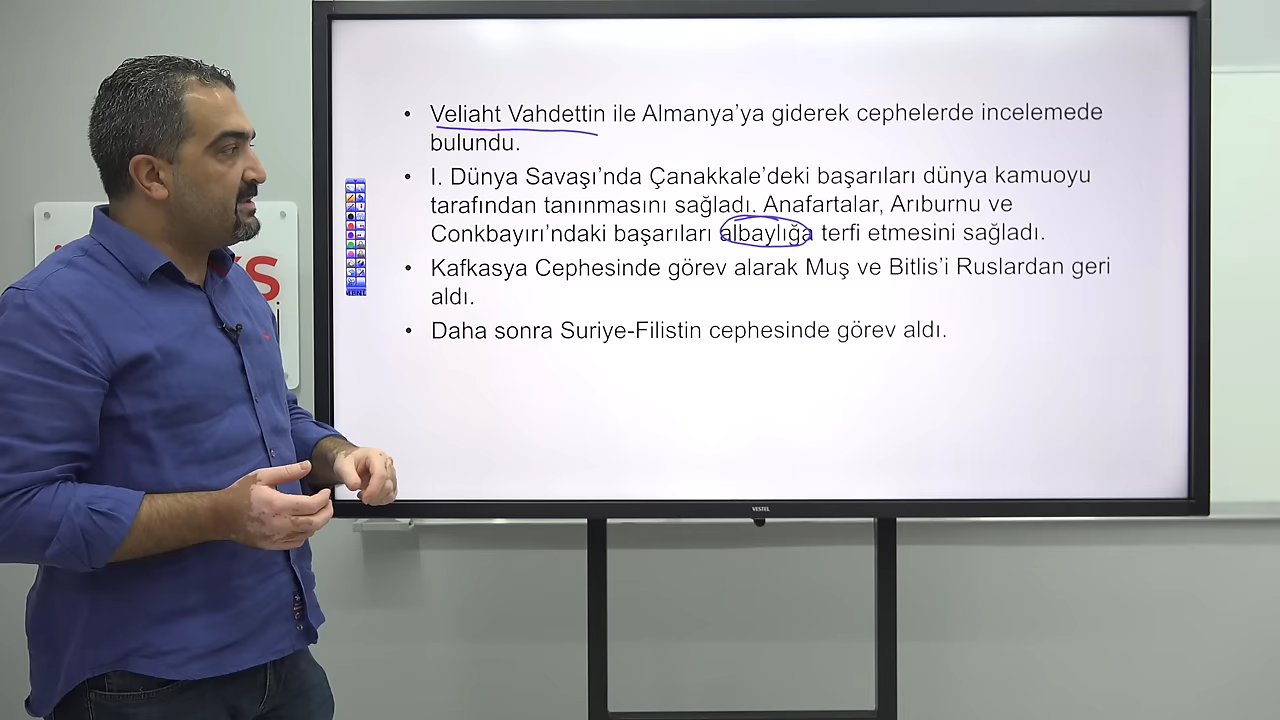 • Veliaht Vahdettin ile Almanya’ya giderek cephelerde incelemede
bulundu.
• I. Dünya Savaşı’nda Çanakkale’deki başarıları dünya kamuoyu
tarafından tanınmasını sağladı. Anafartalar, Arıburnu ve
Conkbayırı’ndaki başarıları albaylığa terfi etmesini sağladı.
• Kafkasya Cephesinde görev alarak Muş ve Bitlis’i Ruslardan geri
aldı.
• Daha sonra Suriye-Filistin cephesinde görev aldı.
VESTEL